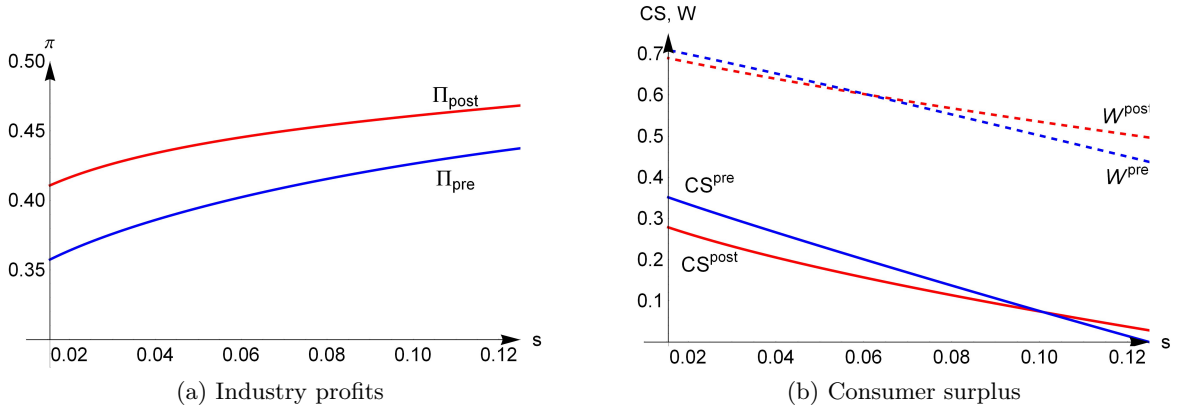 π
0.50
0.45
0.40
0.35
Π_post
Π_pre
0.02 0.04 0.06 0.08 0.10 0.12 s
(a) Industry profits
CS, W
0.7
0.6
0.5
0.4
0.3
0.2
0.1
W^post
W^pre
CS^pre
CS^post
0.02 0.04 0.06 0.08 0.10 0.12 s
(b) Consumer surplus